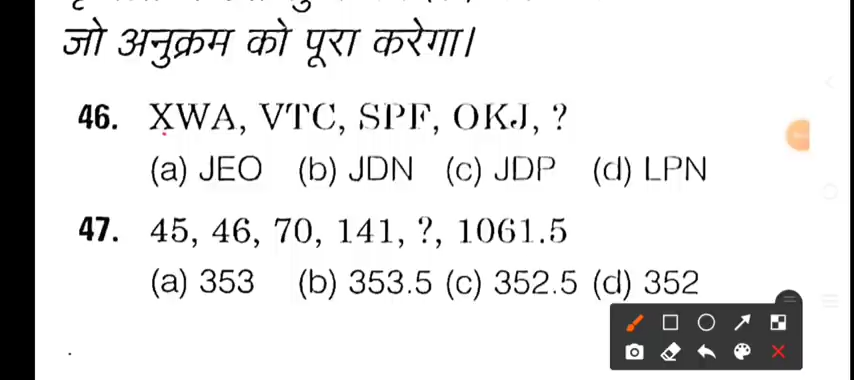 जो अनुक्रम को पूरा करेगा।
46. XWA, VTC, SPF, OKJ, ?
(a) JEO (b) JDN (c) JDP (d) LPN
47. 45, 46, 70, 141, ?, 1061.5
(a) 353 (b) 353.5 (c) 352.5 (d) 352